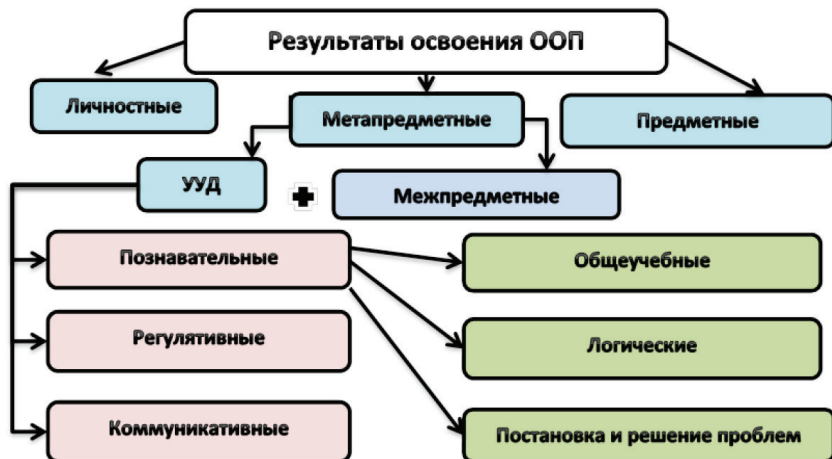 Результаты освоения ООП
Личностные
Метапредметные
Предметные
УУД
Межпредметные
Познавательные
Общеучебные
Регулятивные
Логические
Коммуникативные
Постановка и решение проблем